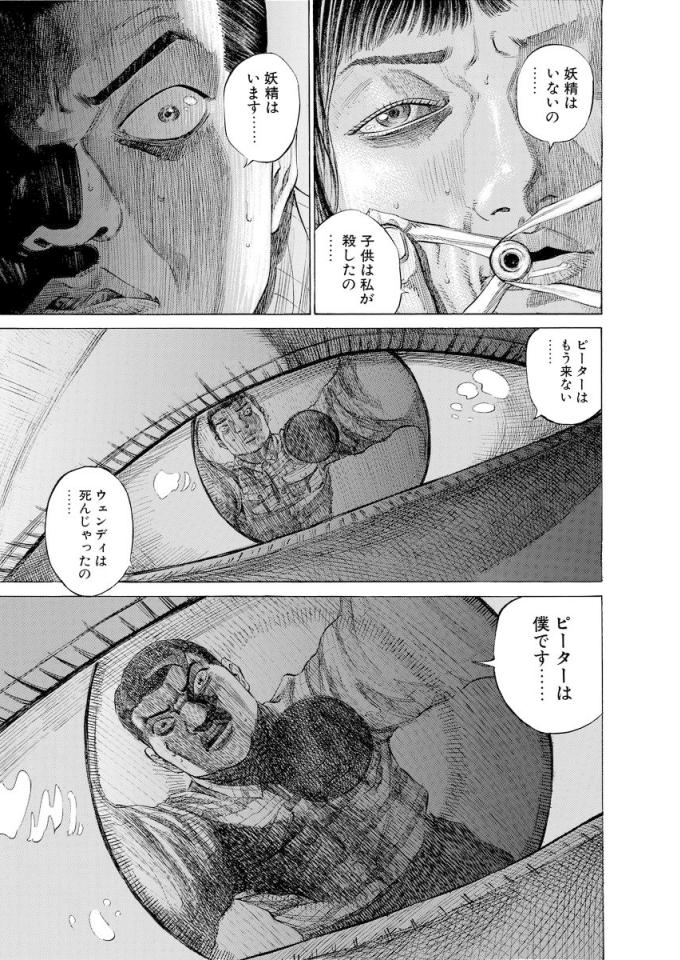 妖精は
いないの
……
子供は私が
殺したの
……
妖精は
います……
ピーターは
もう来ない
……
ウェンディは
死んじゃったの
……
ピーターは
僕です……